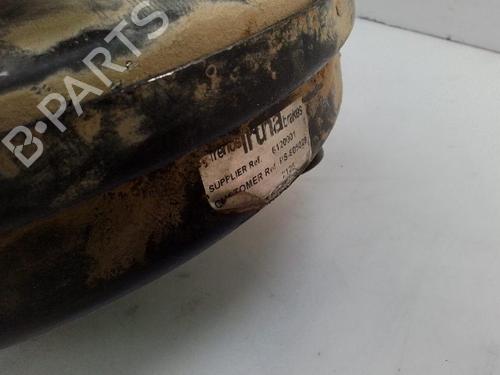 B-PARTS
frenos iruña brakes
SUPPLIER Ref. 6120001
CUSTOMER Ref.